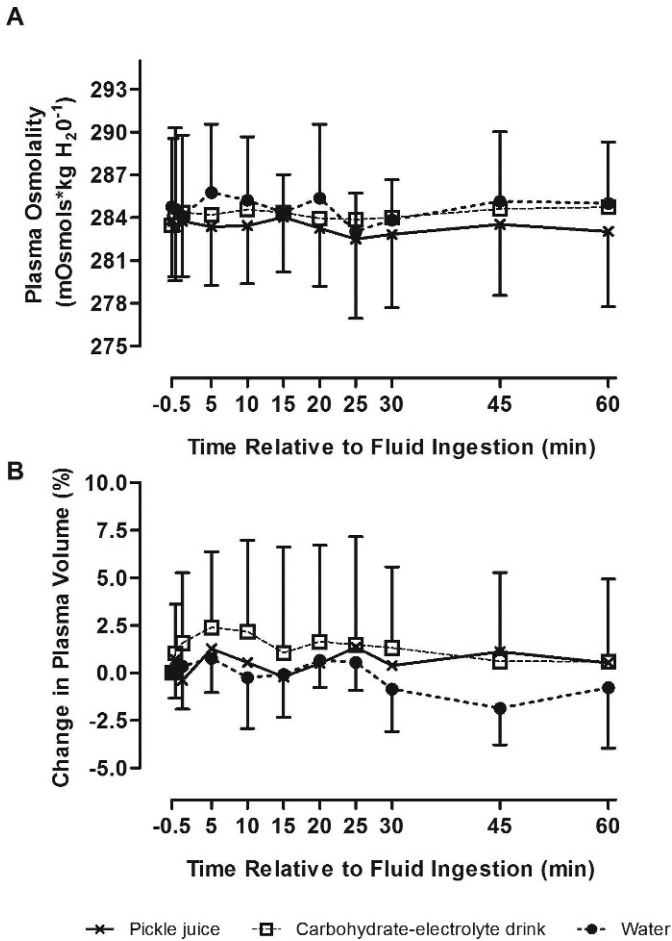 A
Plasma Osmolality
(mOsmols*kg H₂0⁻¹)
293
290
287
284
281
278
275
-0.5 5 10 15 20 25 30 45 60
Time Relative to Fluid Ingestion (min)
B
Change in Plasma Volume (%)
10.0
7.5
5.0
2.5
0.0
-2.5
-5.0
-0.5 5 10 15 20 25 30 45 60
Time Relative to Fluid Ingestion (min)
Pickle juice Carbohydrate-electrolyte drink Water